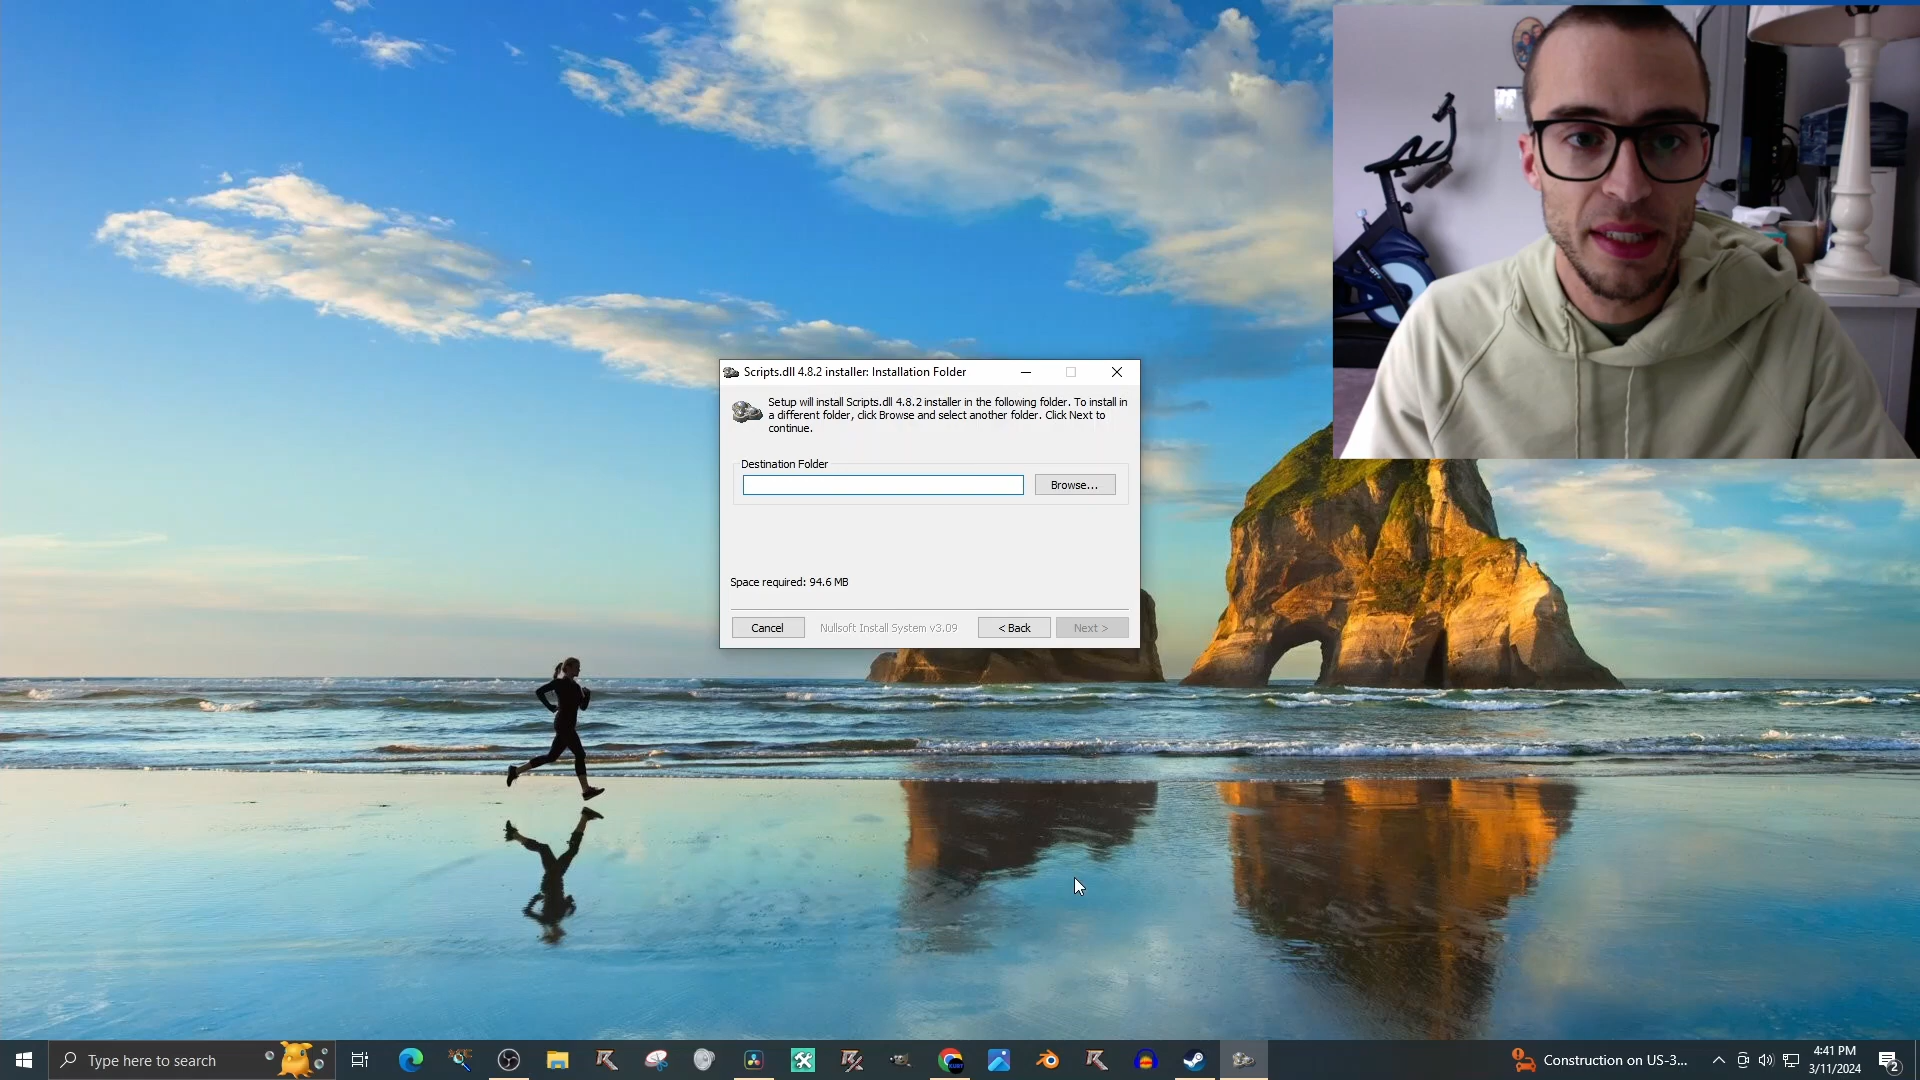 Scripts.dll 4.8.2 installer: Installation Folder
Setup will install Scripts.dll 4.8.2 installer in the following folder. To install in
a different folder, click Browse and select another folder. Click Next to
continue.
Destination Folder
Browse...
Space required: 94.6 MB
Cancel
Nullsoft Install System v3.09
< Back
Next >
Type here to search
Construction on US-3...
4:41 PM
3/11/2024
2